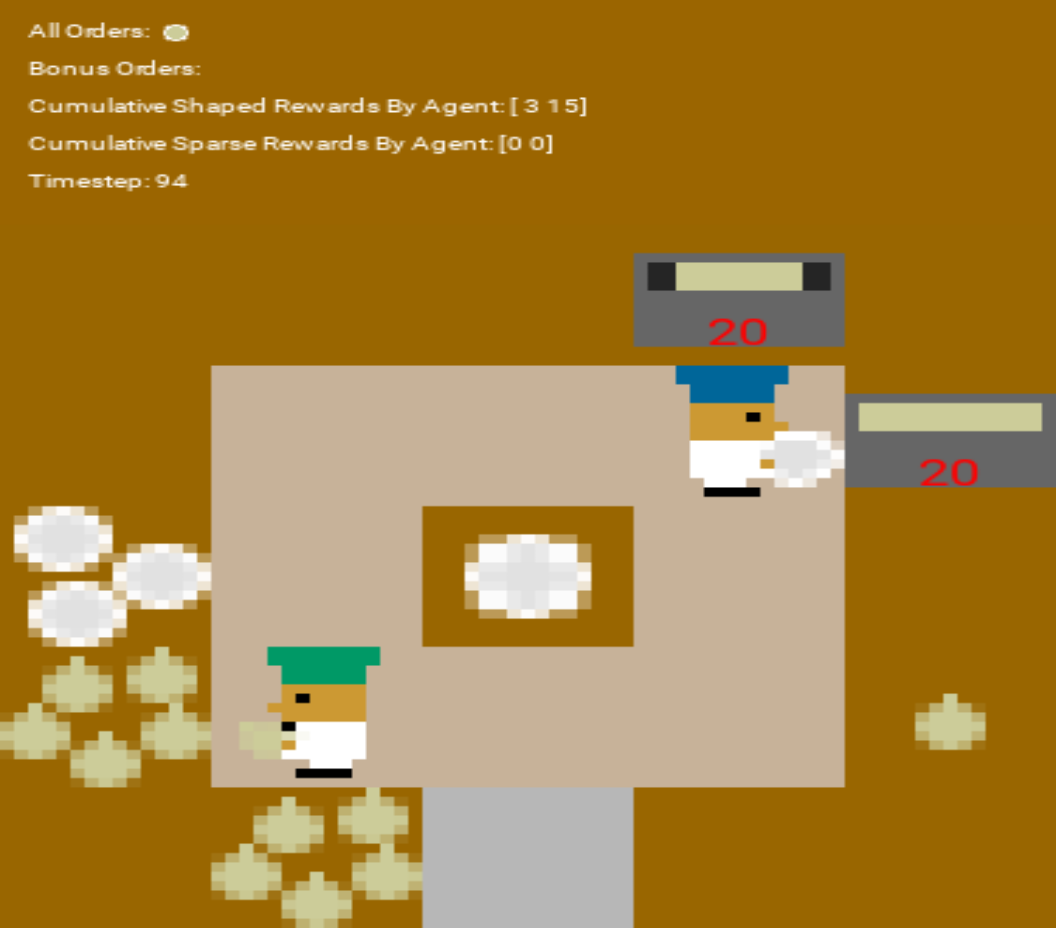 All Orders:
Bonus Orders:
Cumulative Shaped Rewards By Agent: [ 3 15]
Cumulative Sparse Rewards By Agent: [0 0]
Timestep: 94
20
20